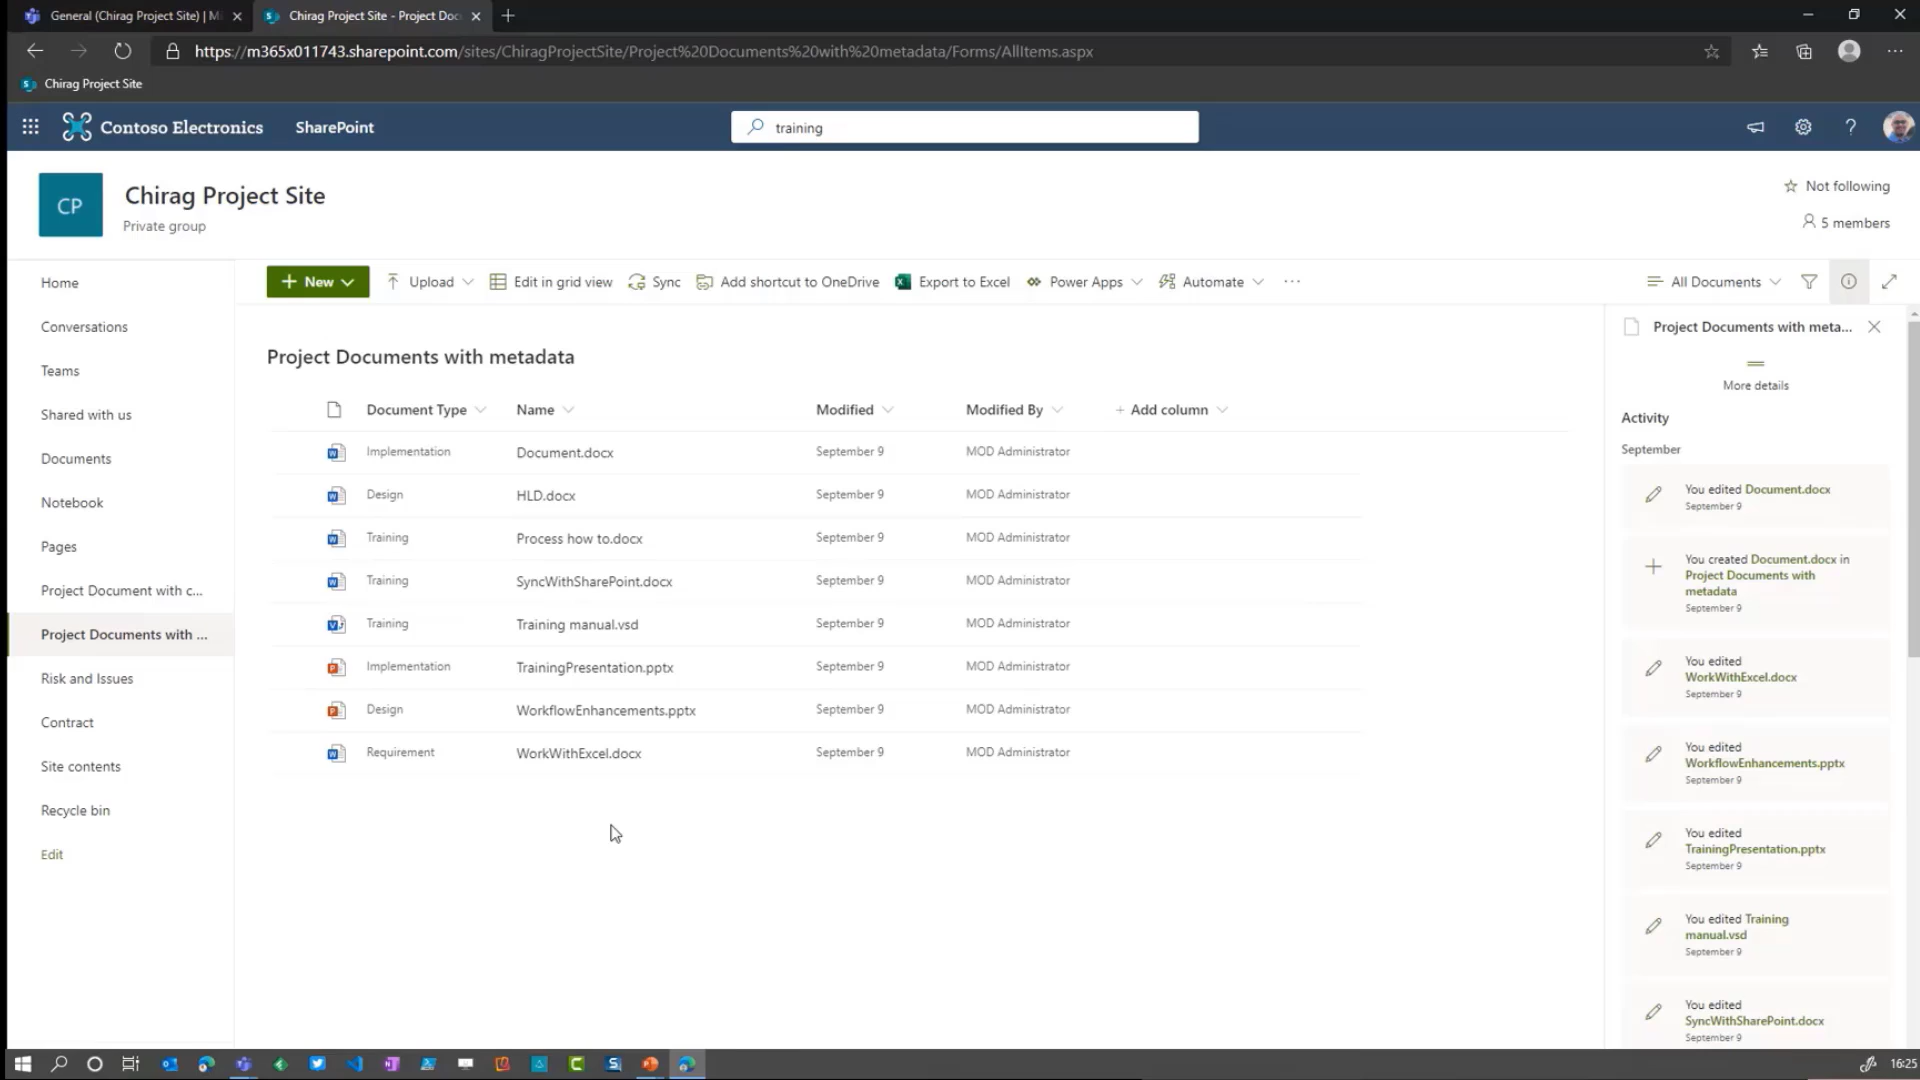 General (Chirag Project Site) | Mi
Chirag Project Site - Project Doc
https://m365x011743.sharepoint.com/sites/ChiragProjectSite/Project%20Documents%20with%20metadata/Forms/AllItems.aspx
Chirag Project Site
Contoso Electronics
SharePoint
training
CP
Chirag Project Site
Private group
Not following
5 members
Home
Conversations
Teams
Shared with us
Documents
Notebook
Pages
Project Document with c...
Project Documents with ...
Risk and Issues
Contract
Site contents
Recycle bin
Edit
+ New
Upload
Edit in grid view
Sync
Add shortcut to OneDrive
Export to Excel
Power Apps
Automate
...
All Documents
Project Documents with metadata
Document Type Name Modified Modified By + Add column
Implementation Document.docx September 9 MOD Administrator
Design HLD.docx September 9 MOD Administrator
Training Process how to.docx September 9 MOD Administrator
Training SyncWithSharePoint.docx September 9 MOD Administrator
Training Training manual.vsd September 9 MOD Administrator
Implementation TrainingPresentation.pptx September 9 MOD Administrator
Design WorkflowEnhancements.pptx September 9 MOD Administrator
Requirement WorkWithExcel.docx September 9 MOD Administrator
Project Documents with meta...
More details
Activity
September
You edited Document.docx
September 9
You created Document.docx in
Project Documents with
metadata
September 9
You edited
WorkWithExcel.docx
September 9
You edited
WorkflowEnhancements.pptx
September 9
You edited
TrainingPresentation.pptx
September 9
You edited Training
manual.vsd
September 9
You edited
SyncWithSharePoint.docx
September 9
16:25